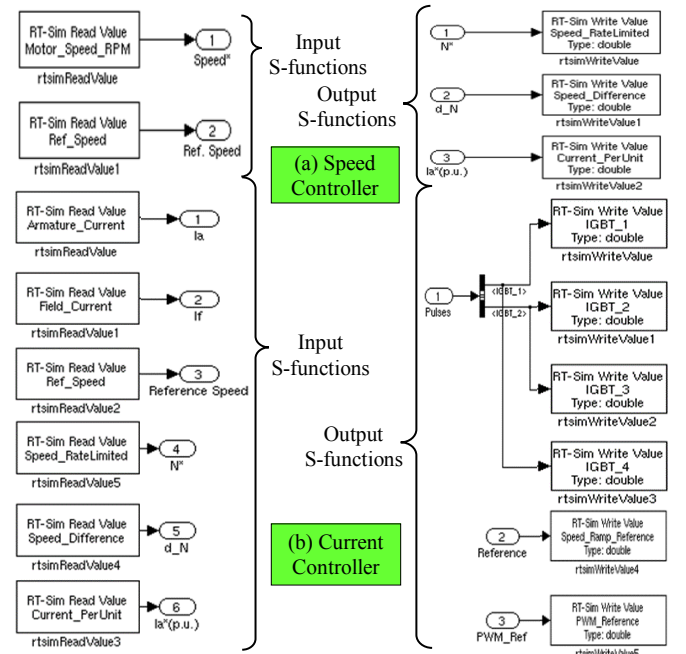 RT-Sim Read Value
Motor_Speed_RPM
rtsimReadValue
1
Speed*
RT-Sim Read Value
Ref_Speed
rtsimReadValue1
2
Ref. Speed
Input
S-functions
Output
S-functions
(a) Speed
Controller
1
N*
RT-Sim Write Value
Speed_RateLimited
Type: double
rtsimWriteValue
2
d_N
RT-Sim Write Value
Speed_Difference
Type: double
rtsimWriteValue1
3
Ia*(p.u.)
RT-Sim Write Value
Current_PerUnit
Type: double
rtsimWriteValue2
RT-Sim Read Value
Armature_Current
rtsimReadValue
1
Ia
RT-Sim Read Value
Field_Current
rtsimReadValue1
2
If
RT-Sim Read Value
Ref_Speed
rtsimReadValue2
3
Reference Speed
RT-Sim Read Value
Speed_RateLimited
rtsimReadValue5
4
N*
RT-Sim Read Value
Speed_Difference
rtsimReadValue4
5
d_N
RT-Sim Read Value
Current_PerUnit
rtsimReadValue3
6
Ia*(p.u.)
Input
S-functions
Output
S-functions
(b) Current
Controller
1
Pulses
<IGBT_1>
<IGBT_2>
RT-Sim Write Value
IGBT_1
Type: double
rtsimWriteValue
RT-Sim Write Value
IGBT_2
Type: double
rtsimWriteValue1
RT-Sim Write Value
IGBT_3
Type: double
rtsimWriteValue2
RT-Sim Write Value
IGBT_4
Type: double
rtsimWriteValue3
2
Reference
RT-Sim Write Value
Speed_Ramp_Reference
Type: double
rtsimWriteValue4
3
PWM_Ref
RT-Sim Write Value
PWM_Reference
Type: double
rtsimWriteValue5